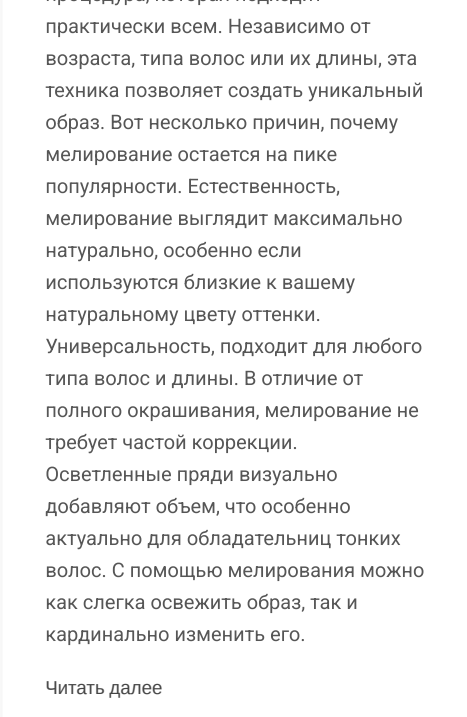 практически всем. Независимо от
возраста, типа волос или их длины, эта
техника позволяет создать уникальный
образ. Вот несколько причин, почему
мелирование остается на пике
популярности. Естественность,
мелирование выглядит максимально
натурально, особенно если
используются близкие к вашему
натуральному цвету оттенки.
Универсальность, подходит для любого
типа волос и длины. В отличие от
полного окрашивания, мелирование не
требует частой коррекции.
Осветленные пряди визуально
добавляют объем, что особенно
актуально для обладательниц тонких
волос. С помощью мелирования можно
как слегка освежить образ, так и
кардинально изменить его.
Читать далее